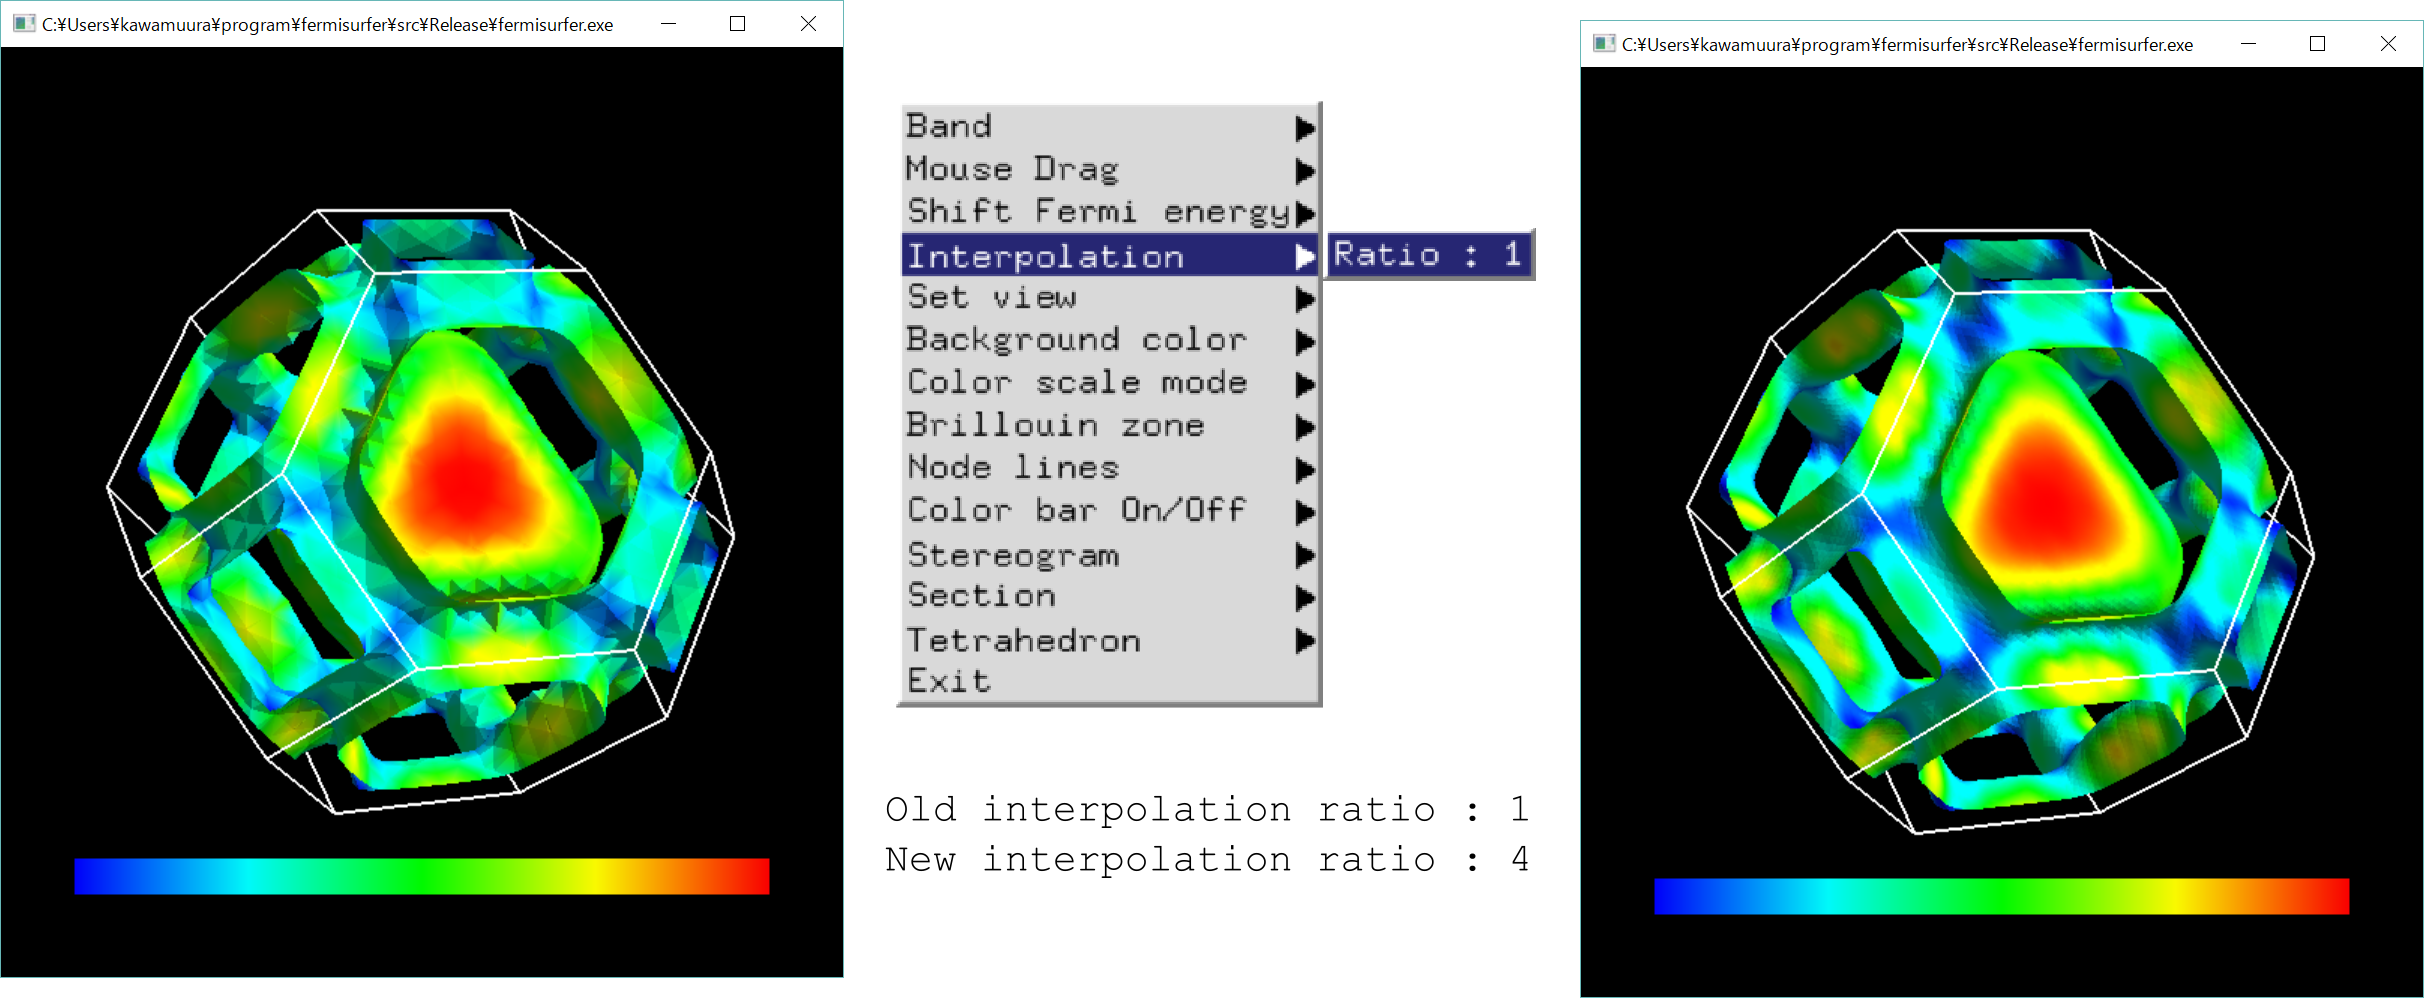 C:¥Users¥kawamuura¥program¥fermisurfer¥src¥Release¥fermisurfer.exe
Band
Mouse Drag
Shift Fermi energy
Interpolation
Ratio : 1
Set view
Background color
Color scale mode
Brillouin zone
Node lines
Color bar On/Off
Stereogram
Section
Tetrahedron
Exit
Old interpolation ratio : 1
New interpolation ratio : 4
C:¥Users¥kawamuura¥program¥fermisurfer¥src¥Release¥fermisurfer.exe